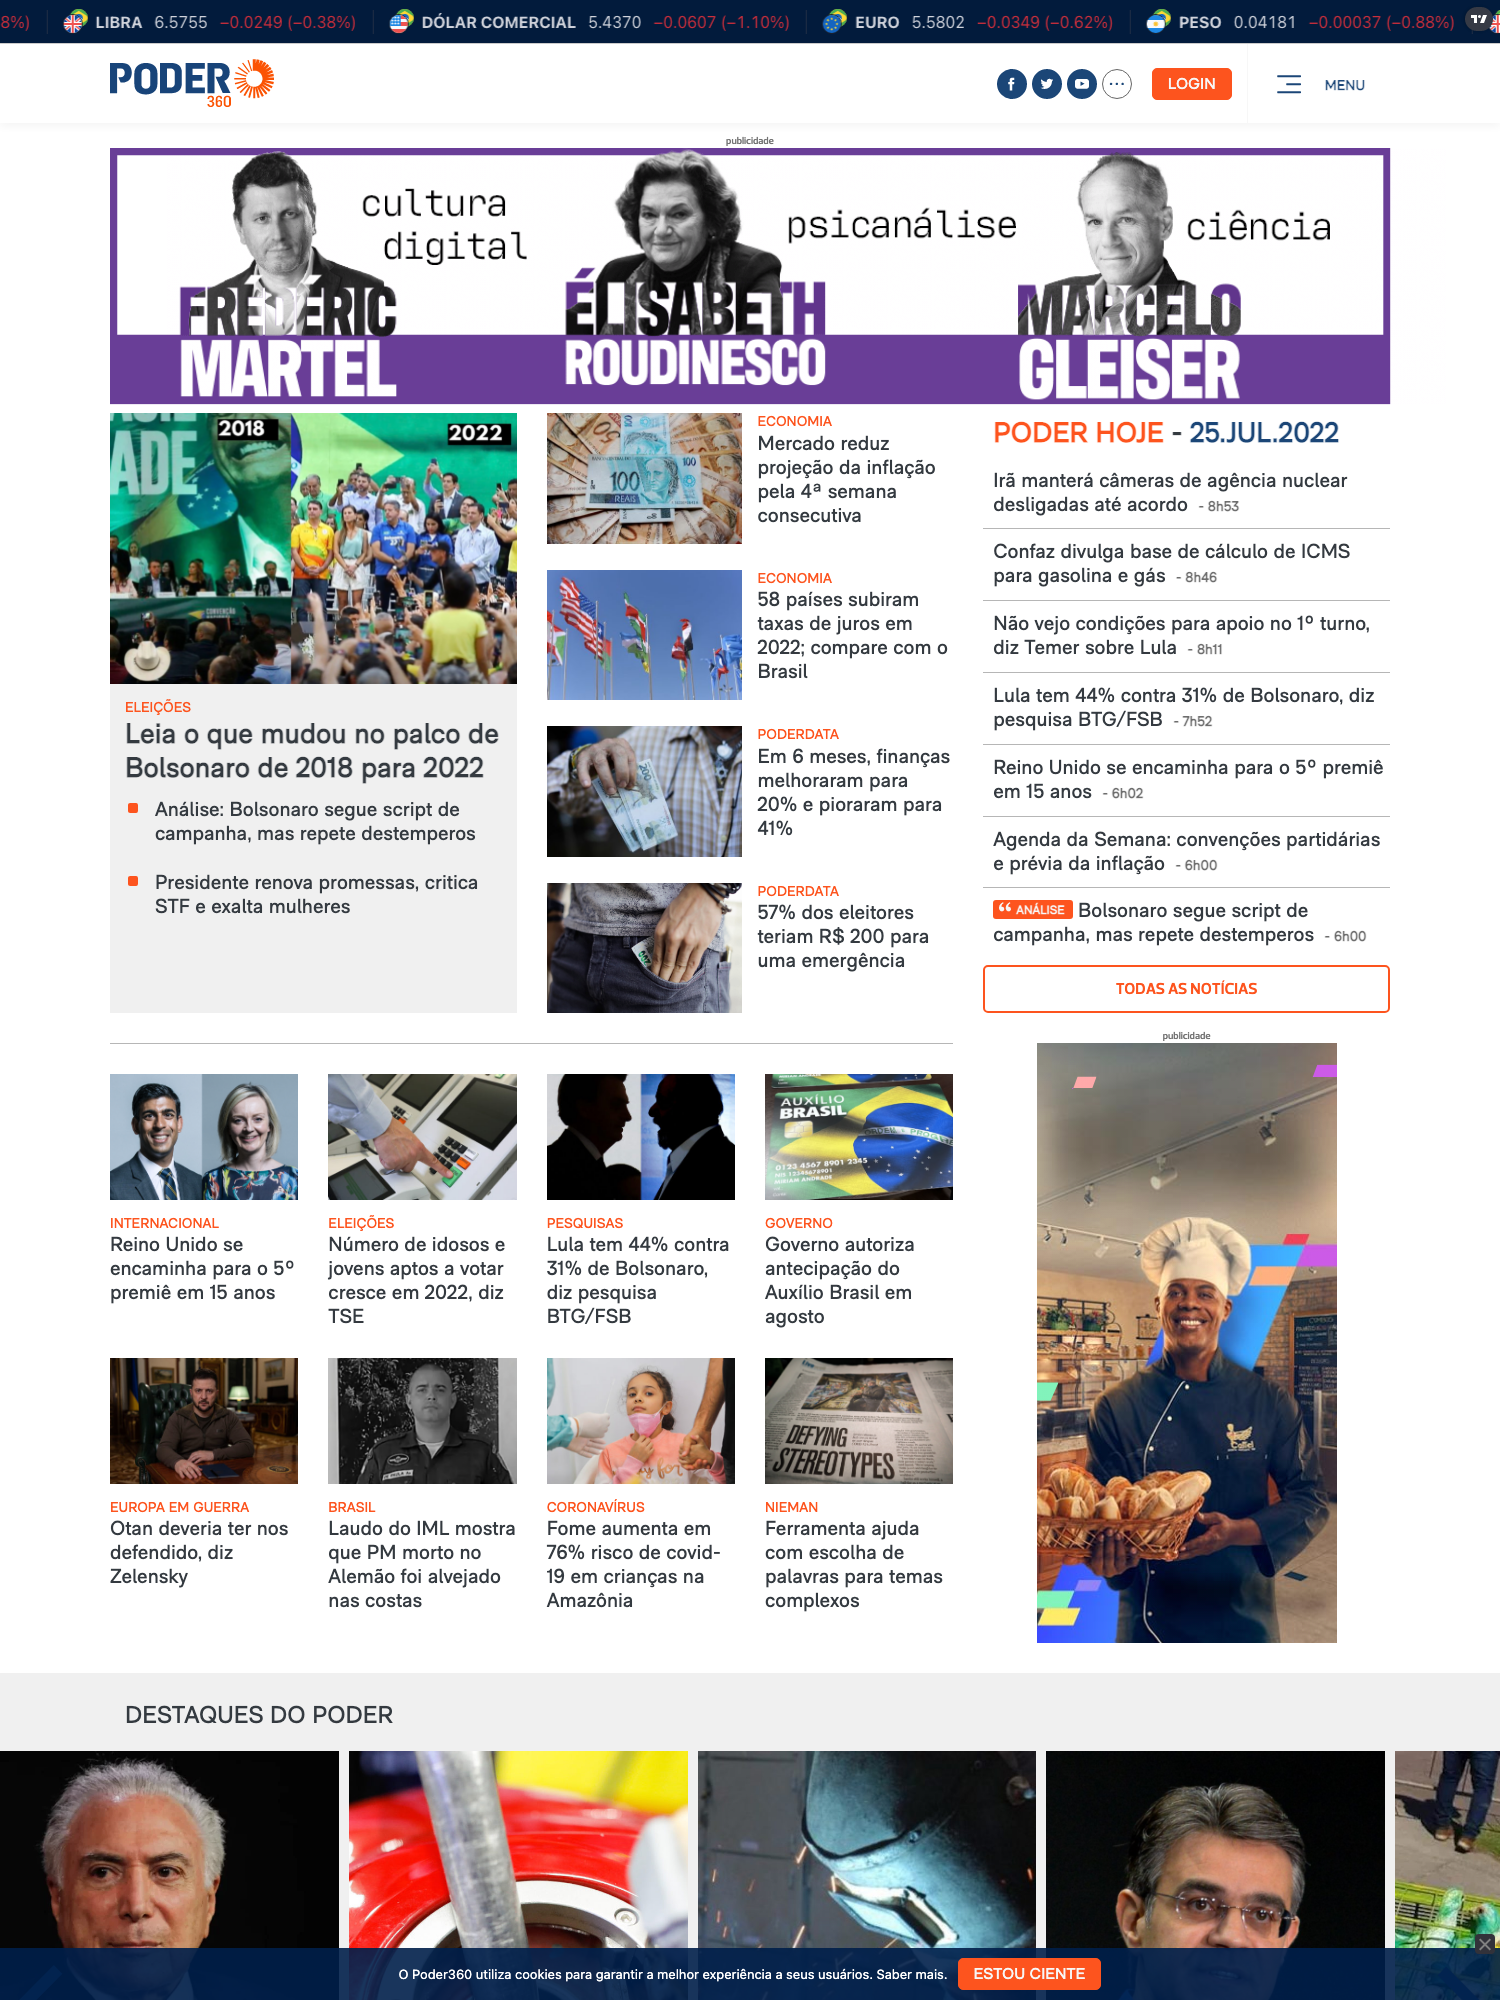 8%)
LIBRA 6.5755 −0.0249 (−0.38%)
DÓLAR COMERCIAL 5.4370 −0.0607 (−1.10%)
EURO 5.5802 −0.0349 (−0.62%)
PESO 0.04181 −0.00037 (−0.88%)
PODER
360
LOGIN
MENU
publicidade
cultura
digital
FRÉDÉRIC
MARTEL
psicanálise
ÉLISABETH
ROUDINESCO
ciência
MARCELO
GLEISER
2018
2022
ELEIÇÕES
Leia o que mudou no palco de
Bolsonaro de 2018 para 2022
Análise: Bolsonaro segue script de
campanha, mas repete destemperos
Presidente renova promessas, critica
STF e exalta mulheres
ECONOMIA
Mercado reduz
projeção da inflação
pela 4ª semana
consecutiva
ECONOMIA
58 países subiram
taxas de juros em
2022; compare com o
Brasil
PODERDATA
Em 6 meses, finanças
melhoraram para
20% e pioraram para
41%
PODERDATA
57% dos eleitores
teriam R$ 200 para
uma emergência
PODER HOJE - 25.JUL.2022
Irã manterá câmeras de agência nuclear
desligadas até acordo - 8h53
Confaz divulga base de cálculo de ICMS
para gasolina e gás - 8h46
Não vejo condições para apoio no 1º turno,
diz Temer sobre Lula - 8h11
Lula tem 44% contra 31% de Bolsonaro, diz
pesquisa BTG/FSB - 7h52
Reino Unido se encaminha para o 5º premiê
em 15 anos - 6h02
Agenda da Semana: convenções partidárias
e prévia da inflação - 6h00
ANÁLISE Bolsonaro segue script de
campanha, mas repete destemperos - 6h00
TODAS AS NOTÍCIAS
publicidade
INTERNACIONAL
Reino Unido se
encaminha para o 5º
premiê em 15 anos
ELEIÇÕES
Número de idosos e
jovens aptos a votar
cresce em 2022, diz
TSE
PESQUISAS
Lula tem 44% contra
31% de Bolsonaro,
diz pesquisa
BTG/FSB
AUXÍLIO
BRASIL
0123 4567 8901 2345
MIRIAM ANDRADE
GOVERNO
Governo autoriza
antecipação do
Auxílio Brasil em
agosto
EUROPA EM GUERRA
Otan deveria ter nos
defendido, diz
Zelensky
BRASIL
Laudo do IML mostra
que PM morto no
Alemão foi alvejado
nas costas
CORONAVÍRUS
Fome aumenta em
76% risco de covid-
19 em crianças na
Amazônia
DEFYING
STEREOTYPES
NIEMAN
Ferramenta ajuda
com escolha de
palavras para temas
complexos
DESTAQUES DO PODER
O Poder360 utiliza cookies para garantir a melhor experiência a seus usuários. Saber mais.
ESTOU CIENTE